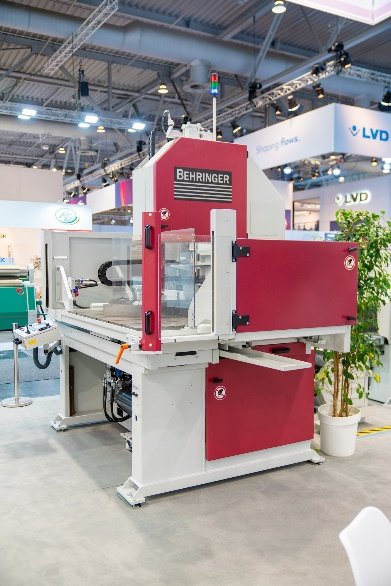 BEHRINGER
Shaping flows.
LVD
LVD